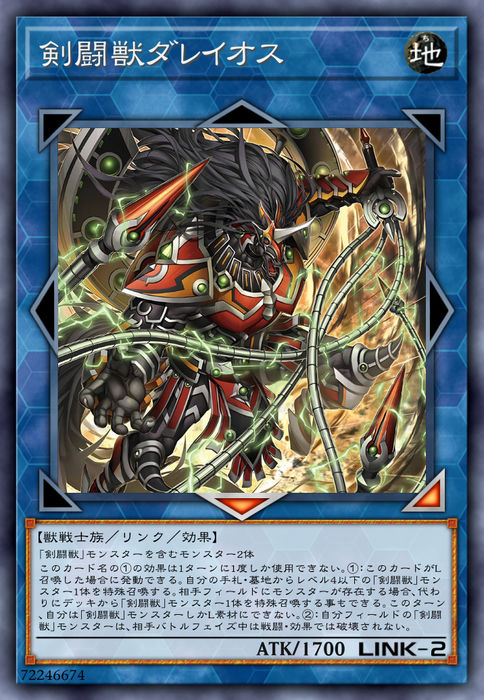 剣闘獣ダレイオス
ち
地
【獣戦士族／リンク／効果】
「剣闘獣」モンスターを含むモンスター2体
このカード名の①の効果は1ターンに1度しか使用できない。①：このカードがL
召喚した場合に発動できる。自分の手札・墓地からレベル4以下の「剣闘獣」モン
スター1体を特殊召喚する。相手フィールドにモンスターが存在する場合、代わ
りにデッキから「剣闘獣」モンスター1体を特殊召喚する事もできる。このターン
、自分は「剣闘獣」モンスターしかL素材にできない。②：自分フィールドの「剣闘
獣」モンスターは、相手バトルフェイズ中は戦闘・効果では破壊されない。
ATK/1700 LINK-2
72246674